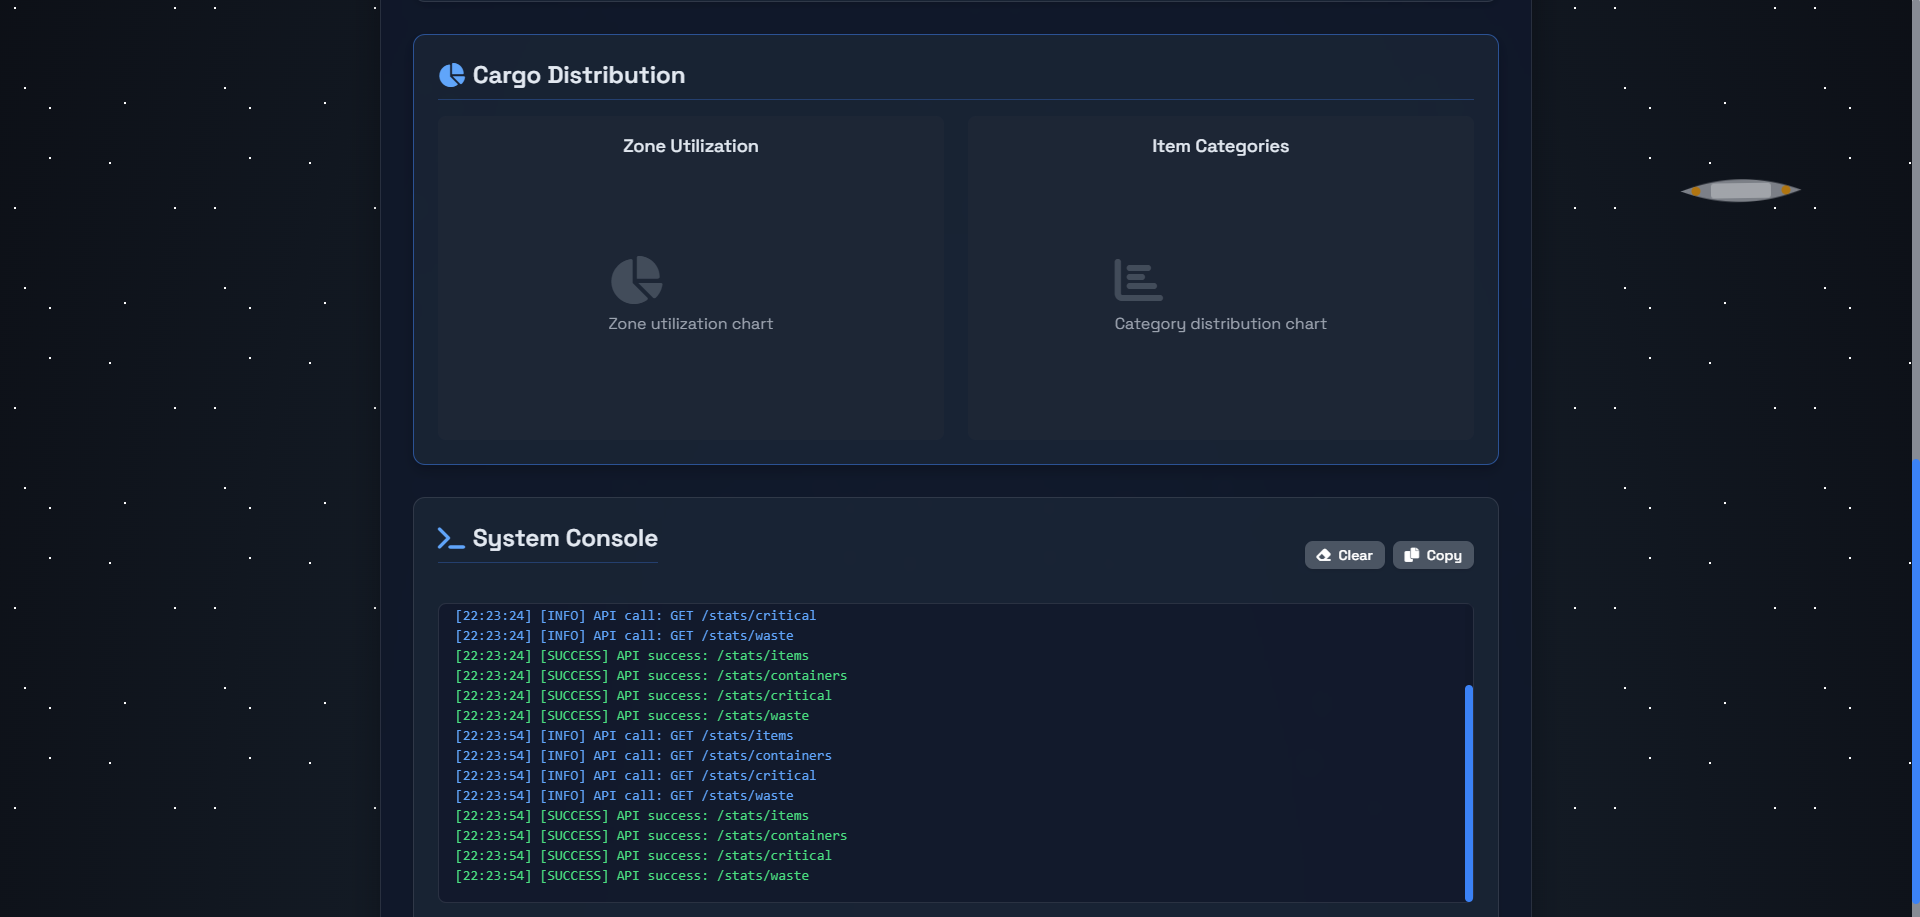 Cargo Distribution
Zone Utilization
Item Categories
Zone utilization chart
Category distribution chart
System Console
Clear
Copy
[22:23:24] [INFO] API call: GET /stats/critical
[22:23:24] [INFO] API call: GET /stats/waste
[22:23:24] [SUCCESS] API success: /stats/items
[22:23:24] [SUCCESS] API success: /stats/containers
[22:23:24] [SUCCESS] API success: /stats/critical
[22:23:24] [SUCCESS] API success: /stats/waste
[22:23:54] [INFO] API call: GET /stats/items
[22:23:54] [INFO] API call: GET /stats/containers
[22:23:54] [INFO] API call: GET /stats/critical
[22:23:54] [INFO] API call: GET /stats/waste
[22:23:54] [SUCCESS] API success: /stats/items
[22:23:54] [SUCCESS] API success: /stats/containers
[22:23:54] [SUCCESS] API success: /stats/critical
[22:23:54] [SUCCESS] API success: /stats/waste